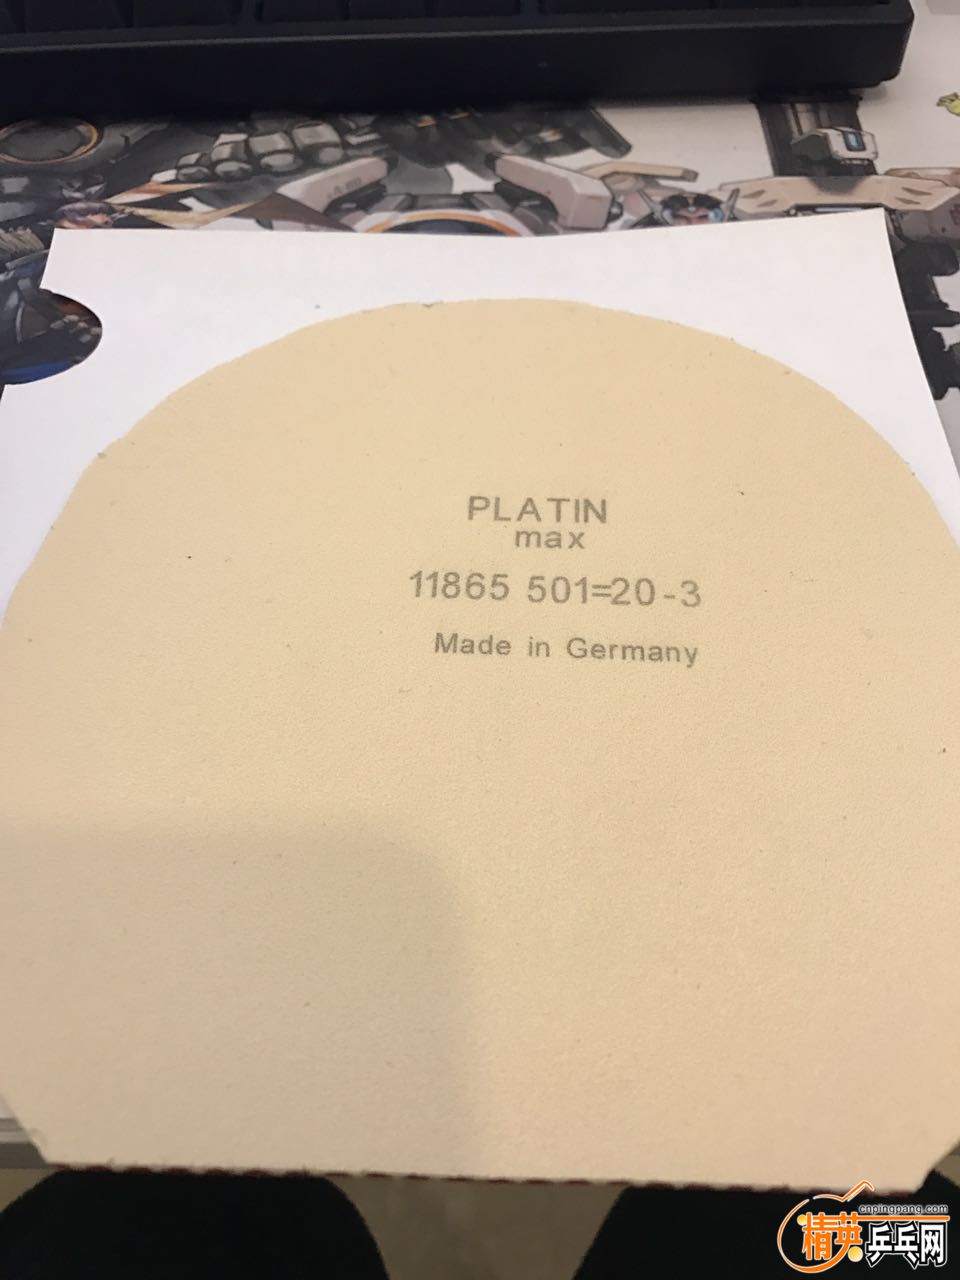 PLATIN
max
11865 501=20-3
Made in Germany
cnpingpang.com
精英乒乓网